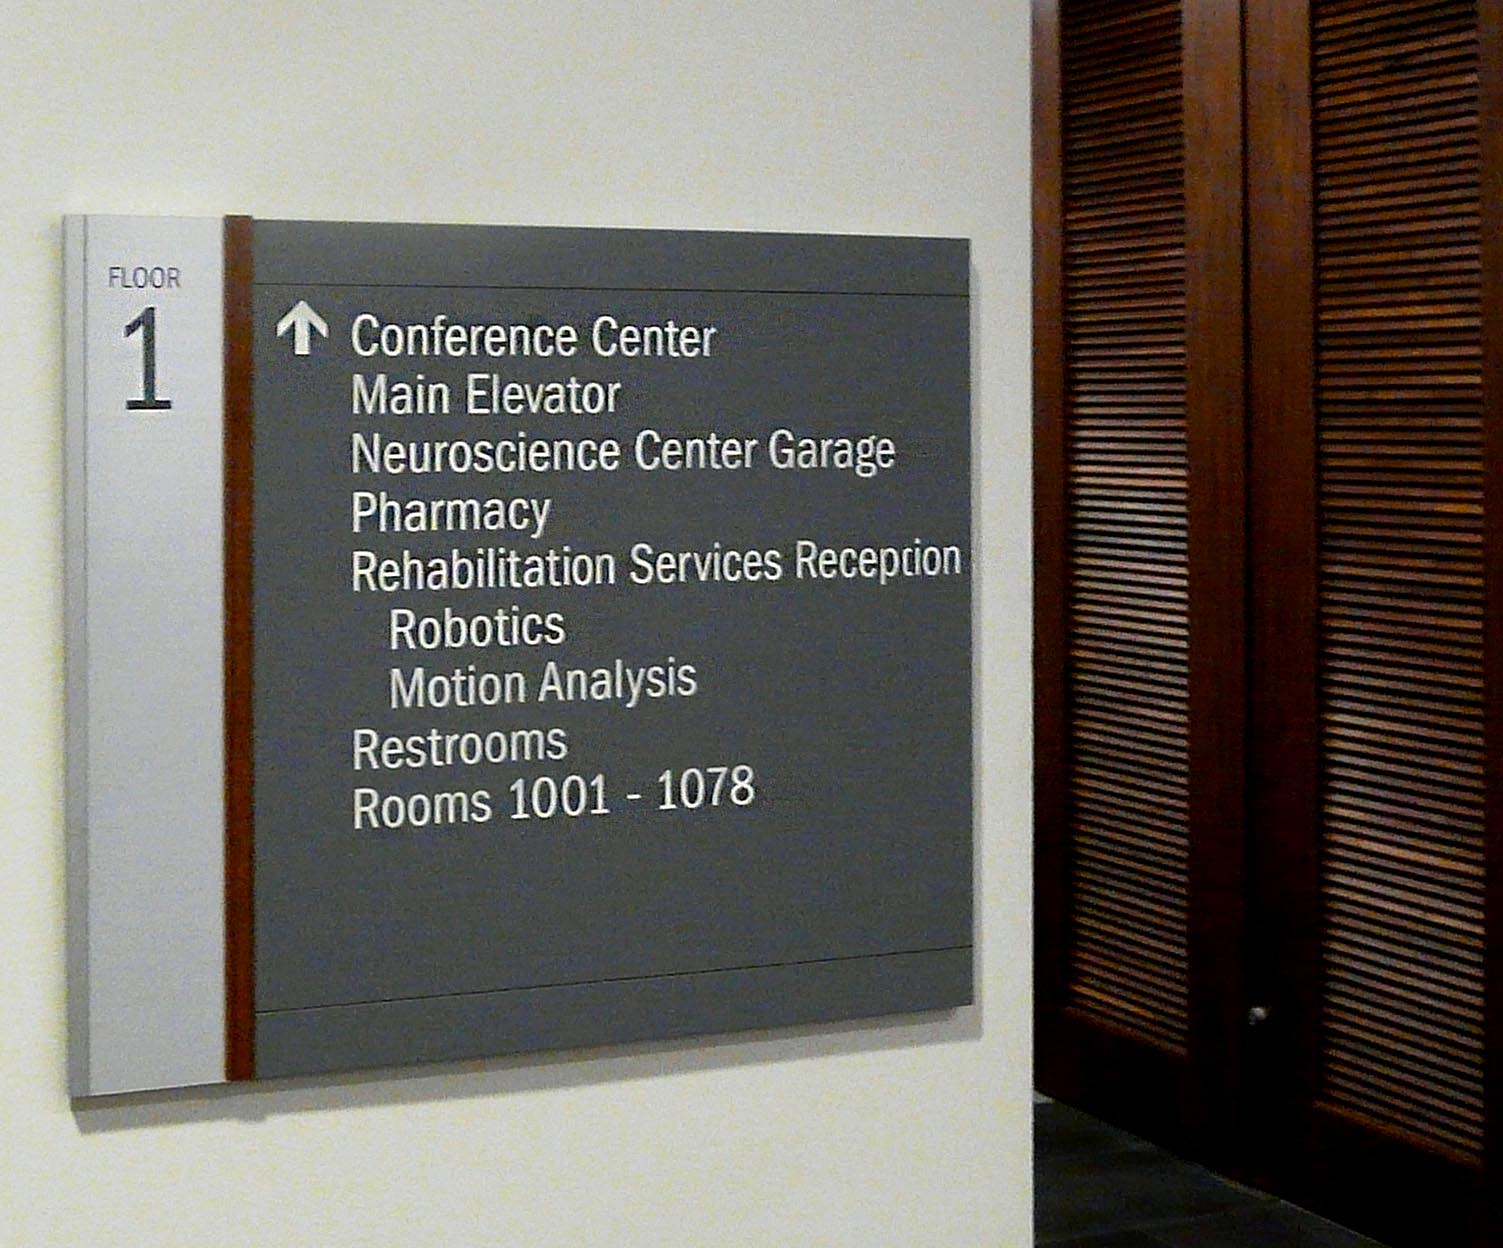 FLOOR
1
Conference Center
Main Elevator
Neuroscience Center Garage
Pharmacy
Rehabilitation Services Reception
Robotics
Motion Analysis
Restrooms
Rooms 1001 - 1078